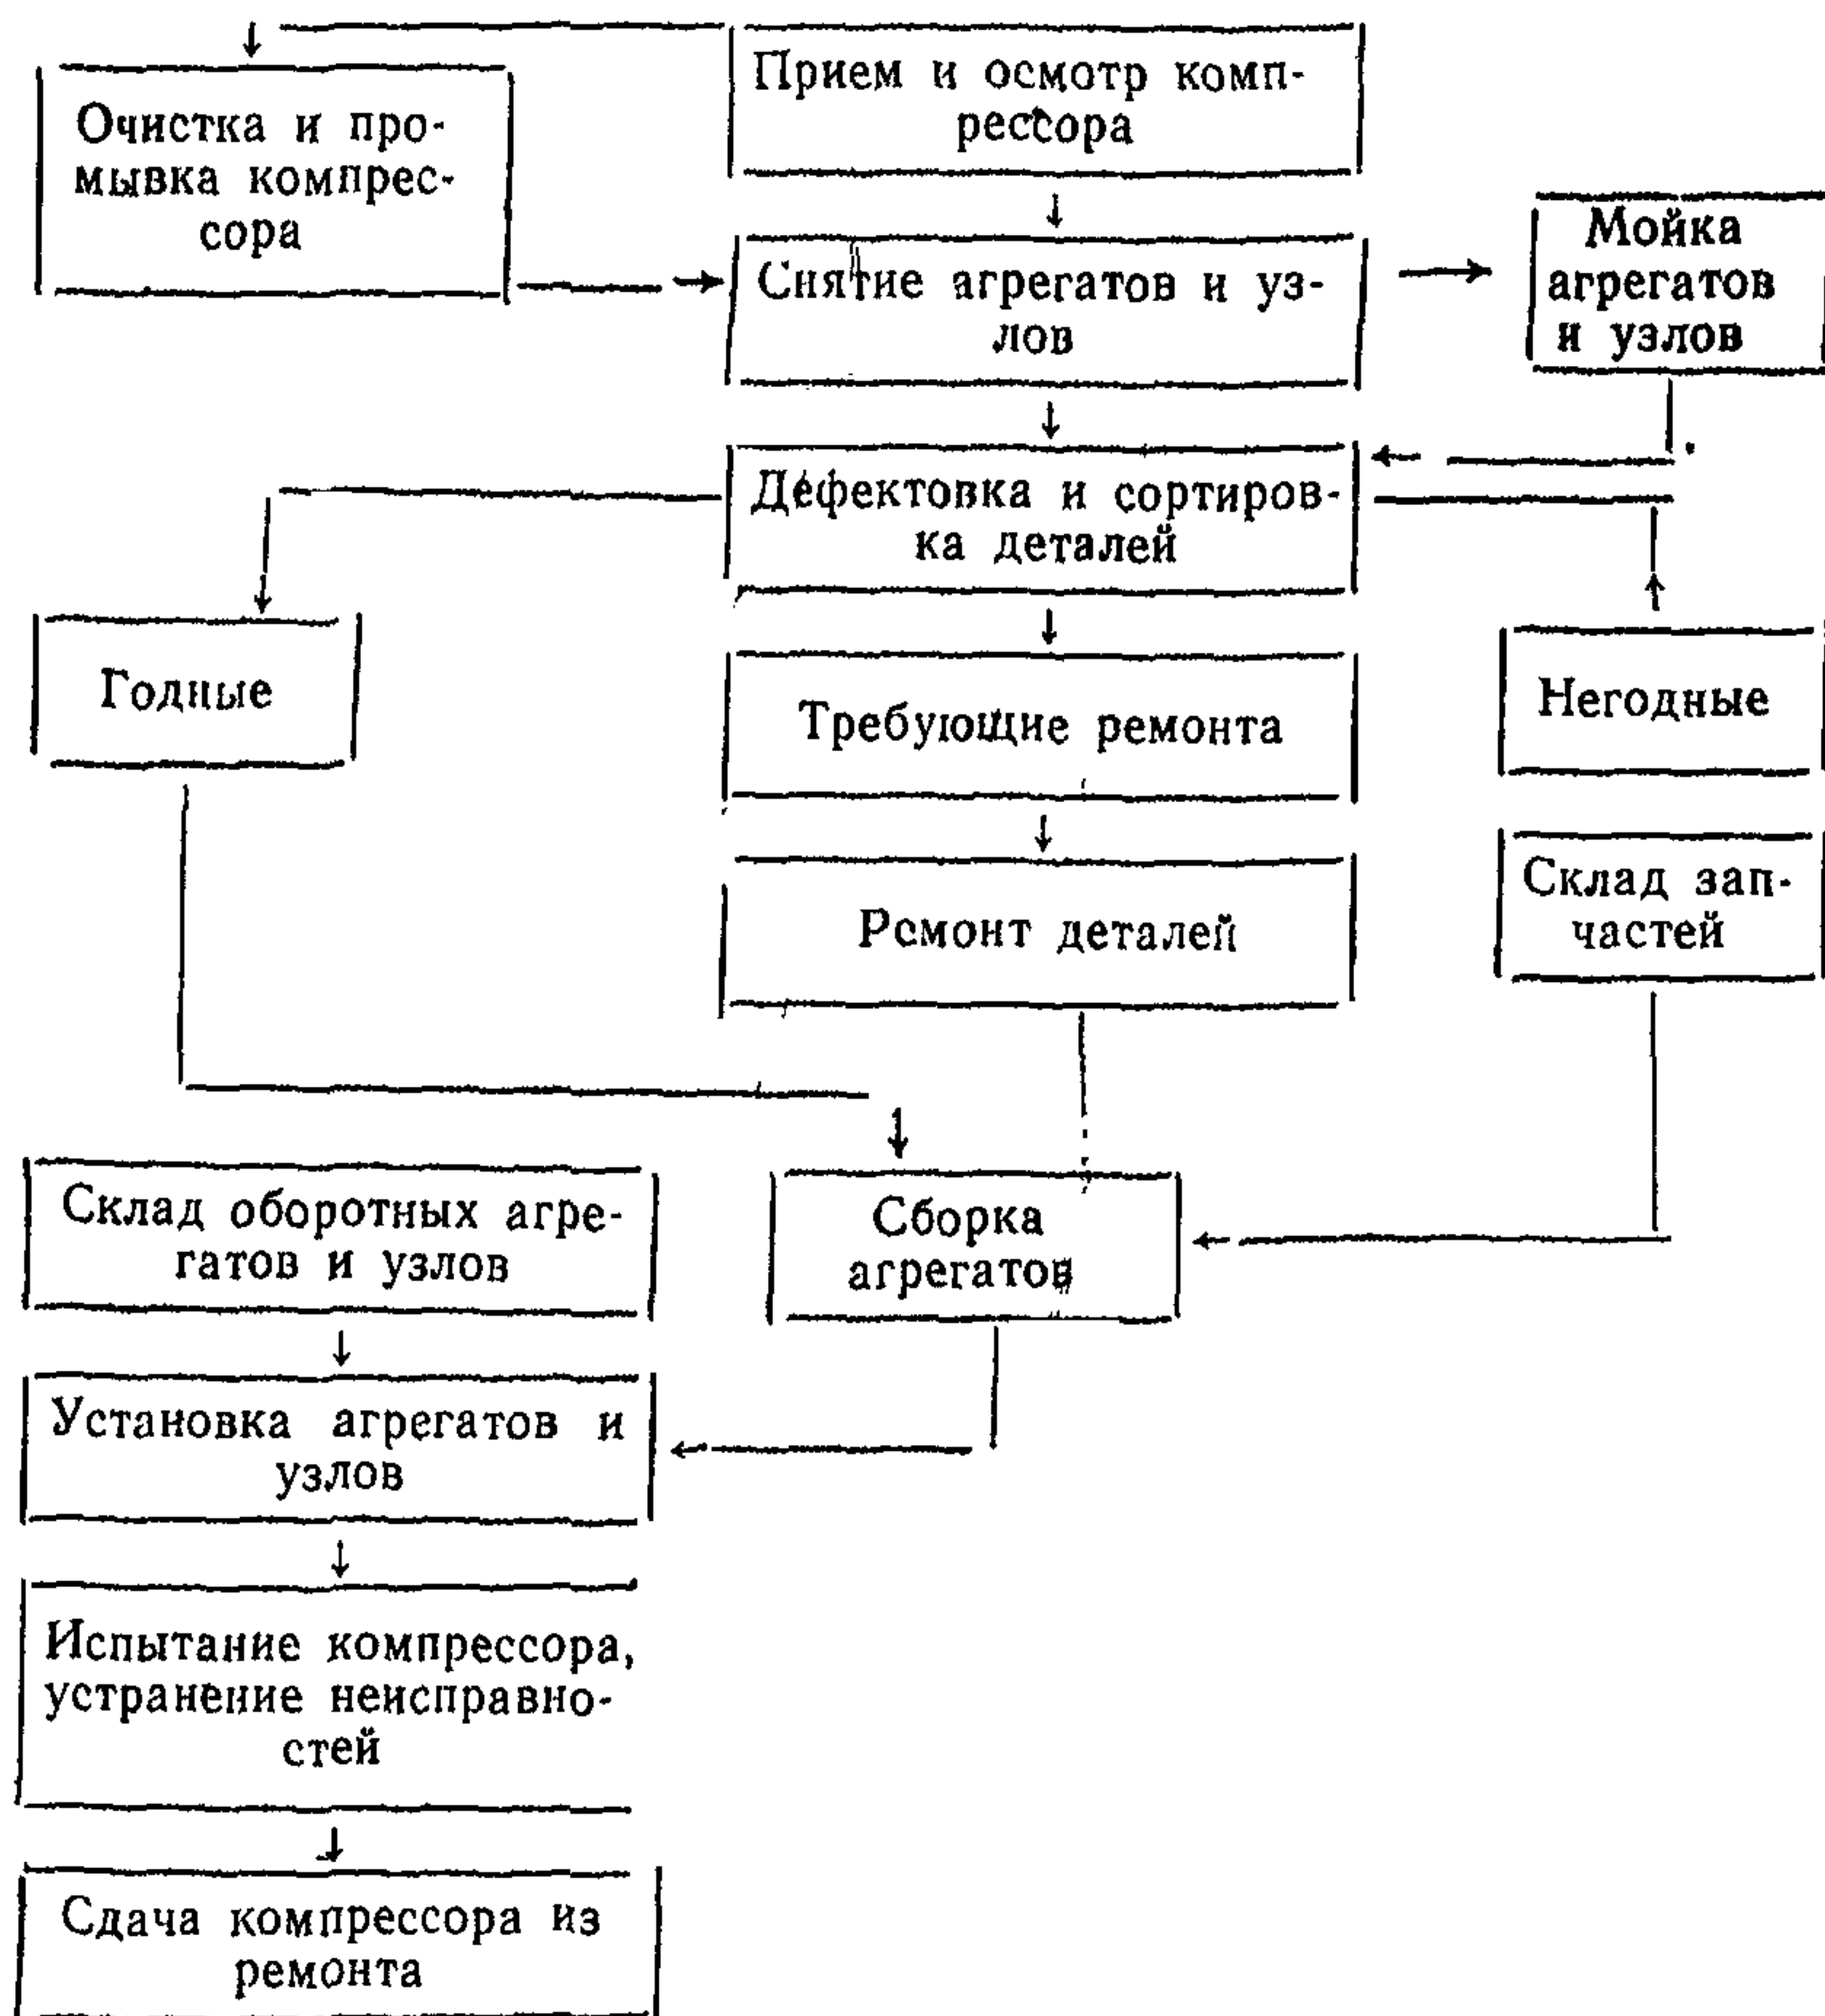 Прием и осмотр комп-
рессора
Очистка и про-
мывка компрес-
сора
Снятие агрегатов и уз-
лов
Мойка
агрегатов
и узлов
Дефектовка и сортиров-
ка деталей
Годные
Требующие ремонта
Негодные
Ремонт деталей
Склад зап-
частей
Склад оборотных агре-
гатов и узлов
Сборка
агрегатов
Установка агрегатов и
узлов
Испытание компрессора,
устранение неисправно-
стей
Сдача компрессора из
ремонта